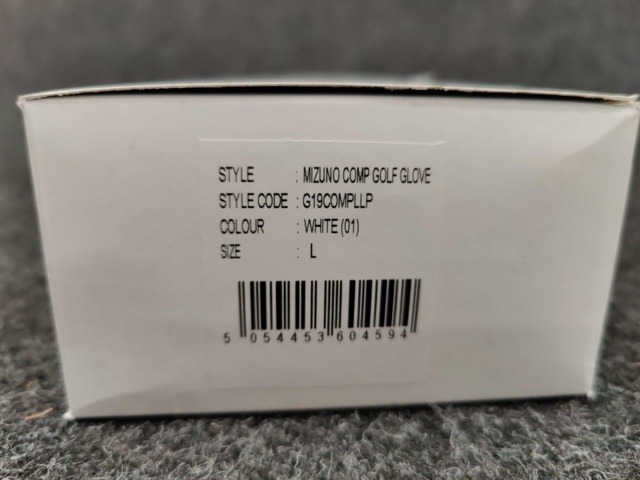 STYLE : MIZUNO COMP GOLF GLOVE
STYLE CODE : G19COMPLLP
COLOUR : WHITE (01)
SIZE : L
5 054453 604594